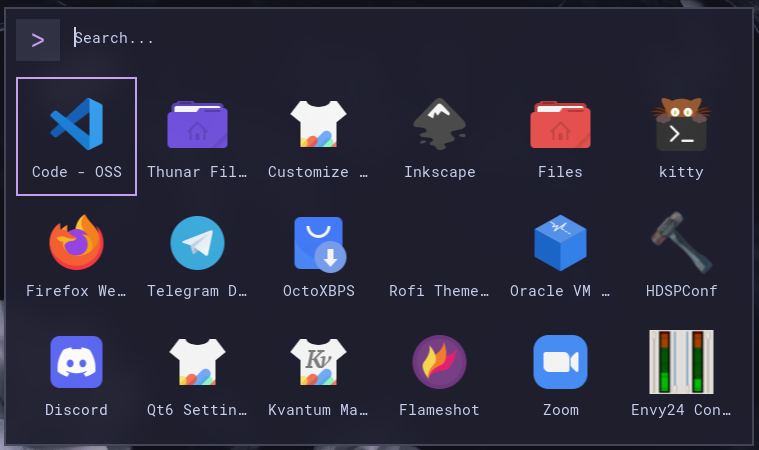 > Search...
Code - OSS
Thunar Fil…
Customize …
Inkscape
Files
kitty
Firefox We…
Telegram D…
OctoXBPS
Rofi Theme…
Oracle VM …
HDSPConf
Discord
Qt6 Settin…
Kvantum Ma…
Flameshot
Zoom
Envy24 Con…
>_
Kv